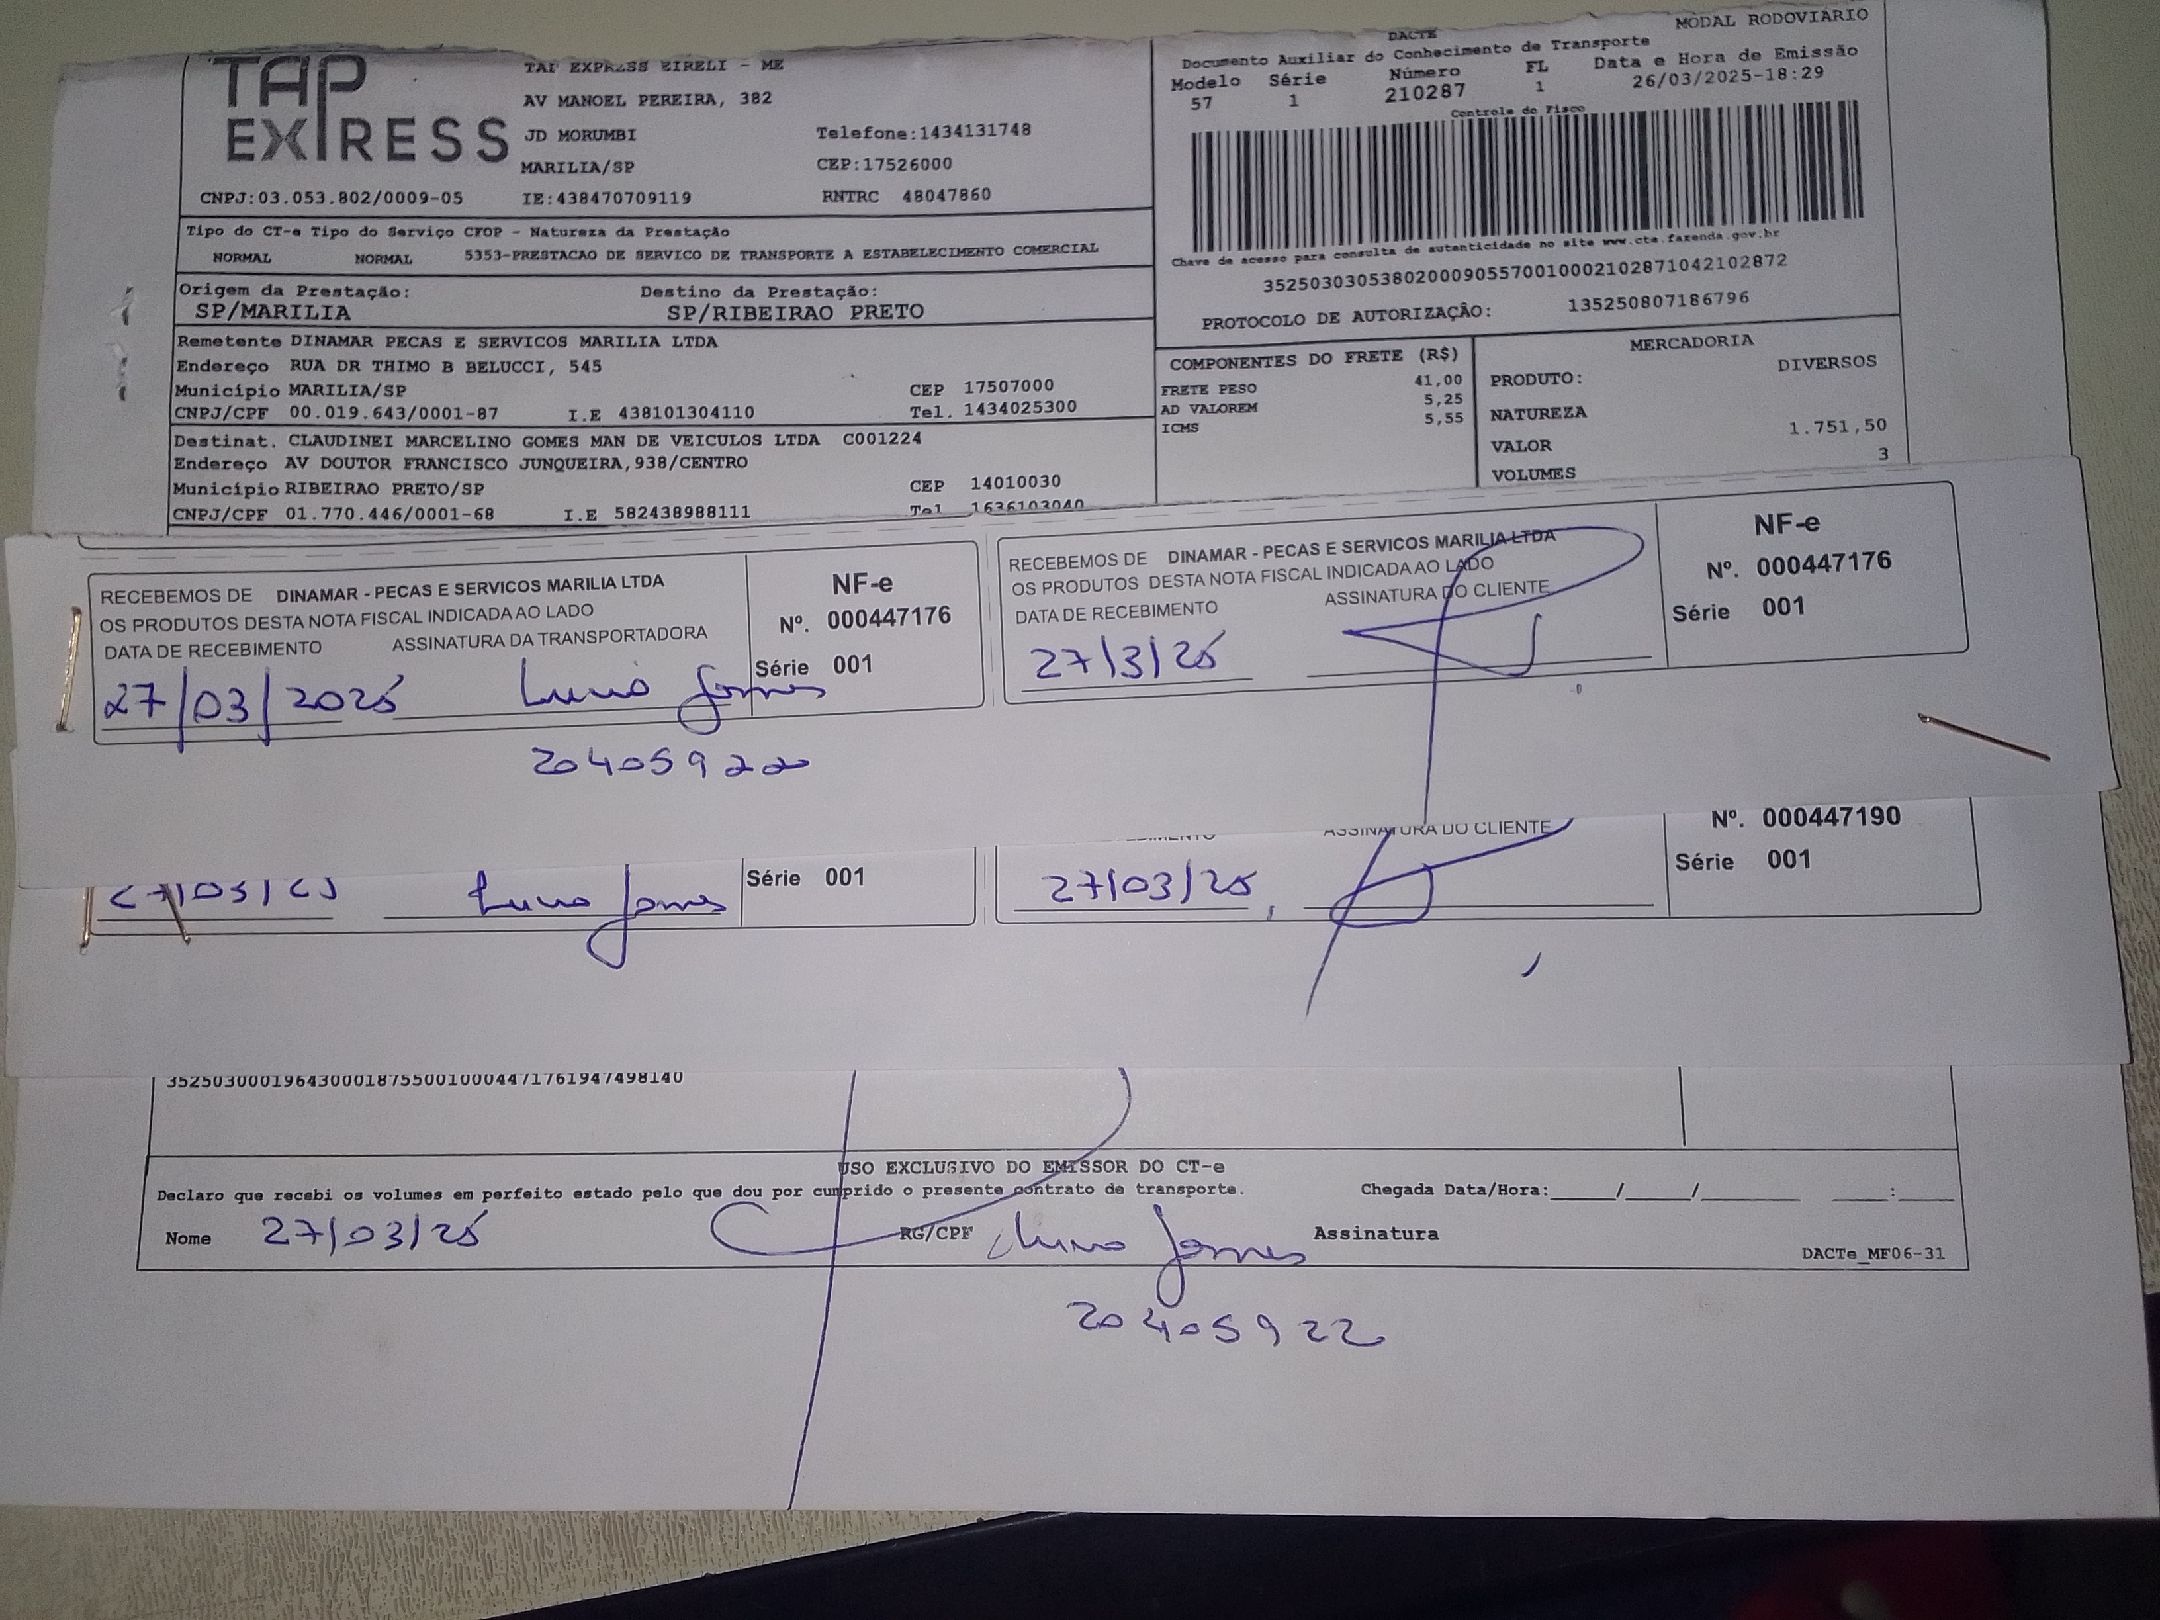 TAP EXPRESS
TAP EXPRESS EIRELI - ME
AV MANOEL PEREIRA, 382
JD MORUMBI Telefone:1434131748
MARILIA/SP CEP:17526000
CNPJ:03.053.802/0009-05 IE:438470709119 RNTRC 48047860
MODAL RODOVIÁRIO
DACTE
Documento Auxiliar do Conhecimento de Transporte
Modelo Série Número FL Data e Hora de Emissão
57 1 210287 1 26/03/2025-18:29
Controle do Fisco
Chave de acesso para consulta de autenticidade no site www.cte.fazenda.gov.br
35250303053802000905570010002102871042102872
PROTOCOLO DE AUTORIZAÇÂO: 135250807186796
Tipo do CT-e Tipo do Serviço CFOP - Natureza da Prestação
NORMAL NORMAL 5353-PRESTACAO DE SERVICO DE TRANSPORTE A ESTABELECIMENTO COMERCIAL
Origem da Prestação: Destino da Prestação:
SP/MARILIA SP/RIBEIRAO PRETO
Remetente DINAMAR PECAS E SERVICOS MARILIA LTDA
Endereço RUA DR THIMO B BELUCCI, 545
Município MARILIA/SP CEP 17507000
CNPJ/CPF 00.019.643/0001-87 I.E 438101304110 Tel. 1434025300
Destinat. CLAUDINEI MARCELINO GOMES MAN DE VEICULOS LTDA C001224
Endereço AV DOUTOR FRANCISCO JUNQUEIRA,938/CENTRO
Município RIBEIRAO PRETO/SP CEP 14010030
CNPJ/CPF 01.770.446/0001-68 I.E 582438988111 Tel 1636103040
COMPONENTES DO FRETE (R$)
FRETE PESO 41,00
AD VALOREM 5,25
ICMS 5,55
MERCADORIA
PRODUTO: DIVERSOS
NATUREZA
VALOR 1.751,50
VOLUMES 3
RECEBEMOS DE DINAMAR - PECAS E SERVICOS MARILIA LTDA
OS PRODUTOS DESTA NOTA FISCAL INDICADA AO LADO
DATA DE RECEBIMENTO ASSINATURA DA TRANSPORTADORA
27/03/2025
NF-e
Nº. 000447176
Série 001
20405922
RECEBEMOS DE DINAMAR - PECAS E SERVICOS MARILIA LTDA
OS PRODUTOS DESTA NOTA FISCAL INDICADA AO LADO
DATA DE RECEBIMENTO ASSINATURA DO CLIENTE
27/3/25
NF-e
Nº. 000447176
Série 001
27/03/25
Série 001
ASSINATURA DO CLIENTE
27/03/25
Nº. 000447190
Série 001
35250300019643000187550010004471761947498140
USO EXCLUSIVO DO EMISSOR DO CT-e
Declaro que recebi os volumes em perfeito estado pelo que dou por cumprido o presente contrato de transporte. Chegada Data/Hora:_____/_____/_______ ____:_____
Nome 27/03/25 RG/CPF Assinatura
DACTe_MF06-31
20405922